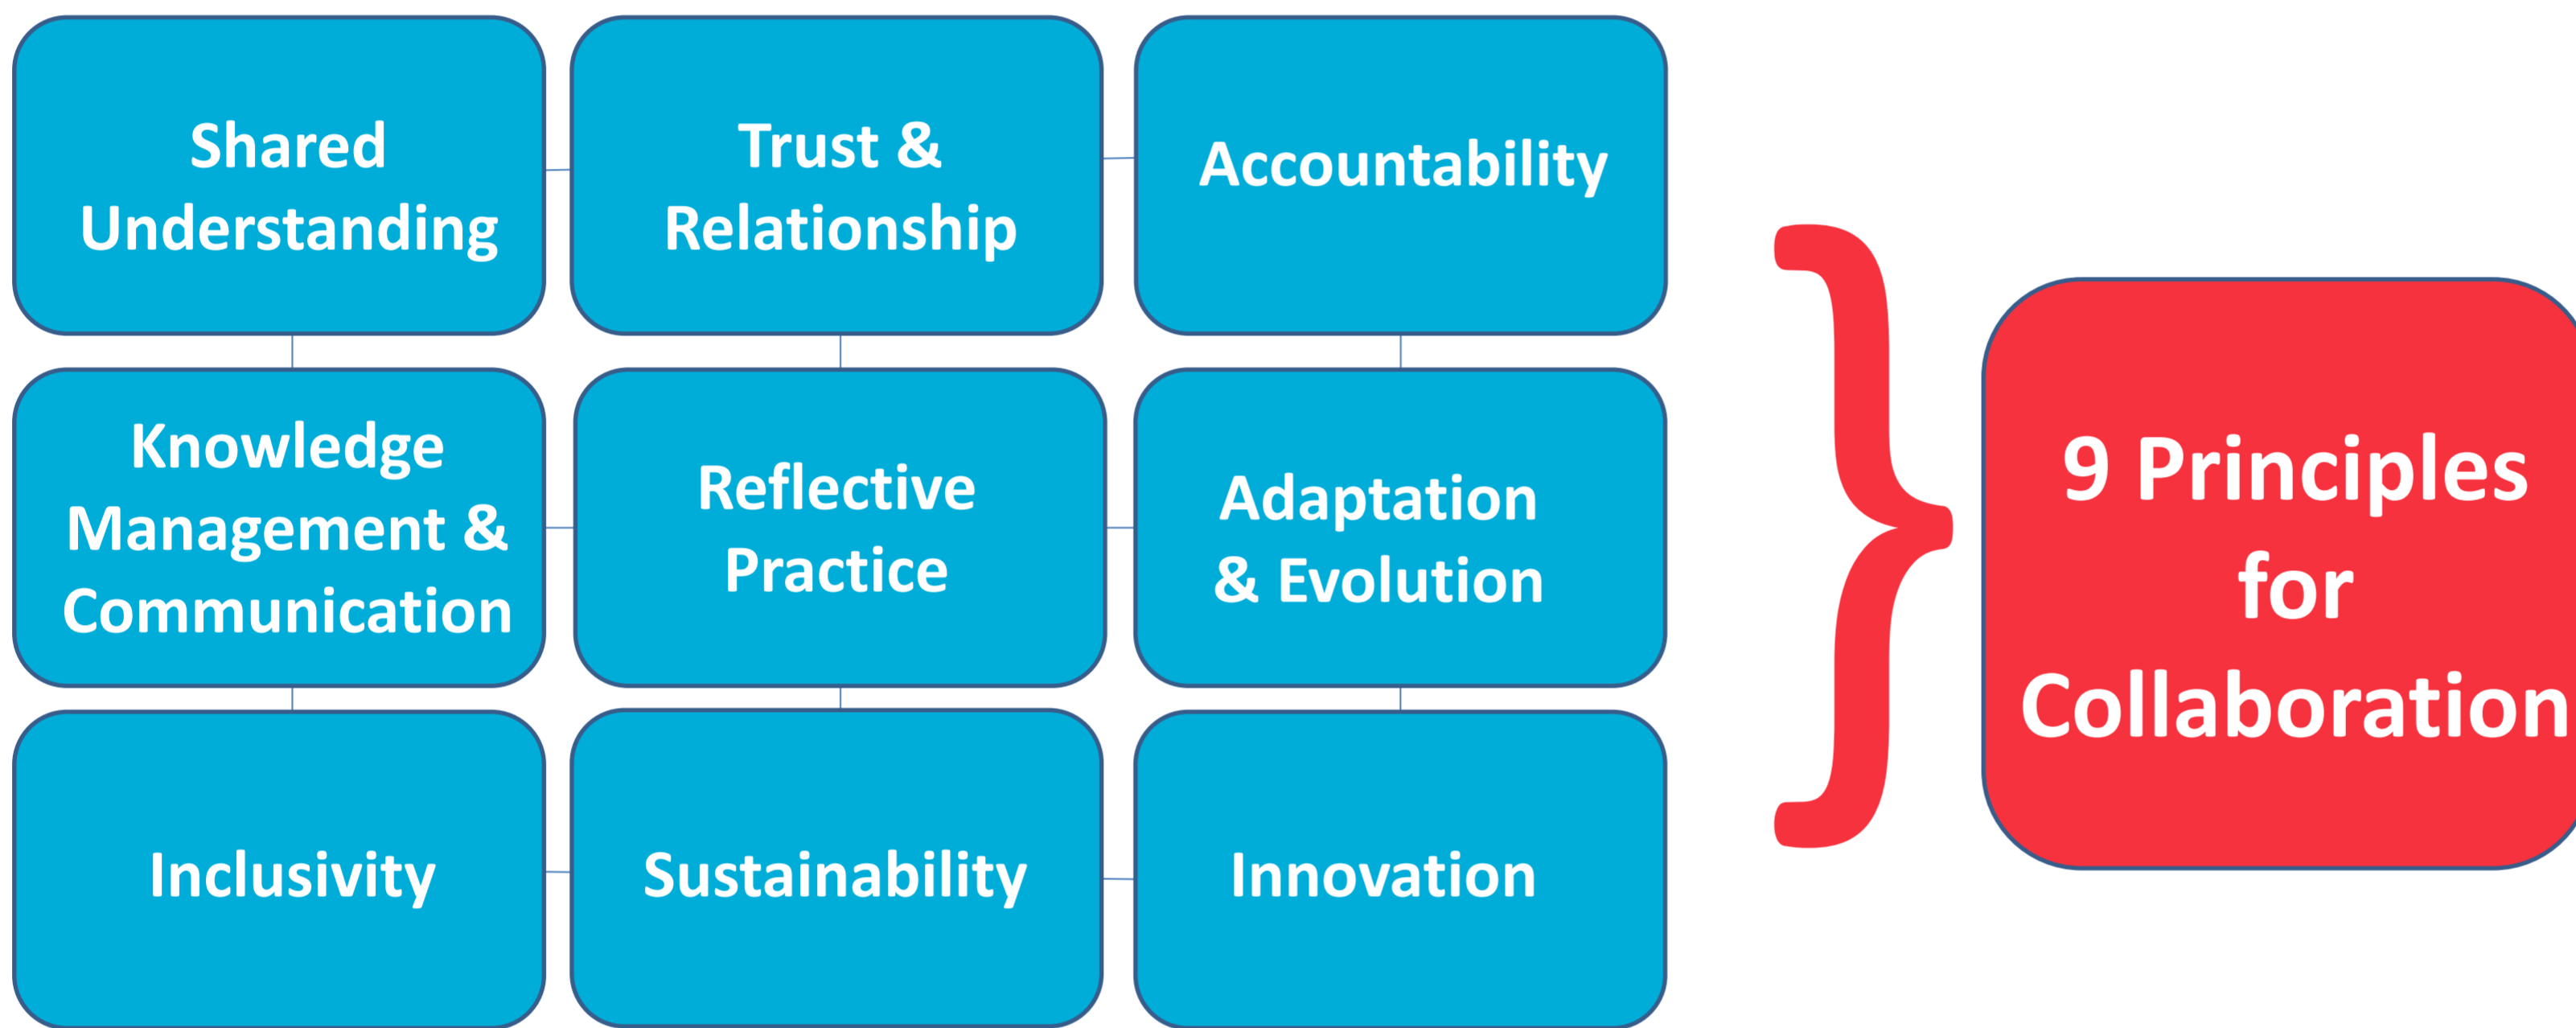 Shared
Understanding
Trust &
Relationship
Accountability
Knowledge
Management &
Communication
Reflective
Practice
Adaptation
& Evolution
Inclusivity
Sustainability
Innovation
9 Principles
for
Collaboration